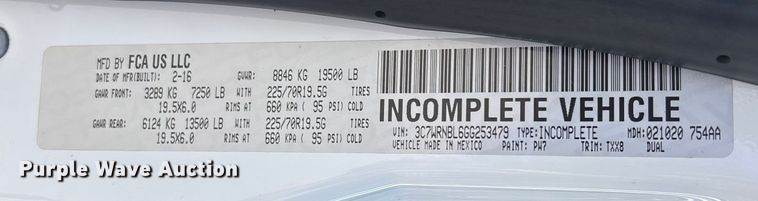 MFD BY FCA US LLC
DATE OF MFR(BUILT): 2-16 GVWR: 8846 KG 19500 LB
GAWR FRONT: 3289 KG 7250 LB WITH 225/70R19.5G TIRES
19.5X6.0 RIMS AT 660 KPA ( 95 PSI) COLD
GAWR REAR: 6124 KG 13500 LB WITH 225/70R19.5G TIRES
19.5X6.0 RIMS AT 660 KPA ( 95 PSI) COLD
INCOMPLETE VEHICLE
VIN: 3C7WRNBL6GG253479 TYPE:INCOMPLETE MDH:021020 754AA
VEHICLE MADE IN MEXICO PAINT: PW7 TRIM: TXX8 DUAL
Purple Wave Auction